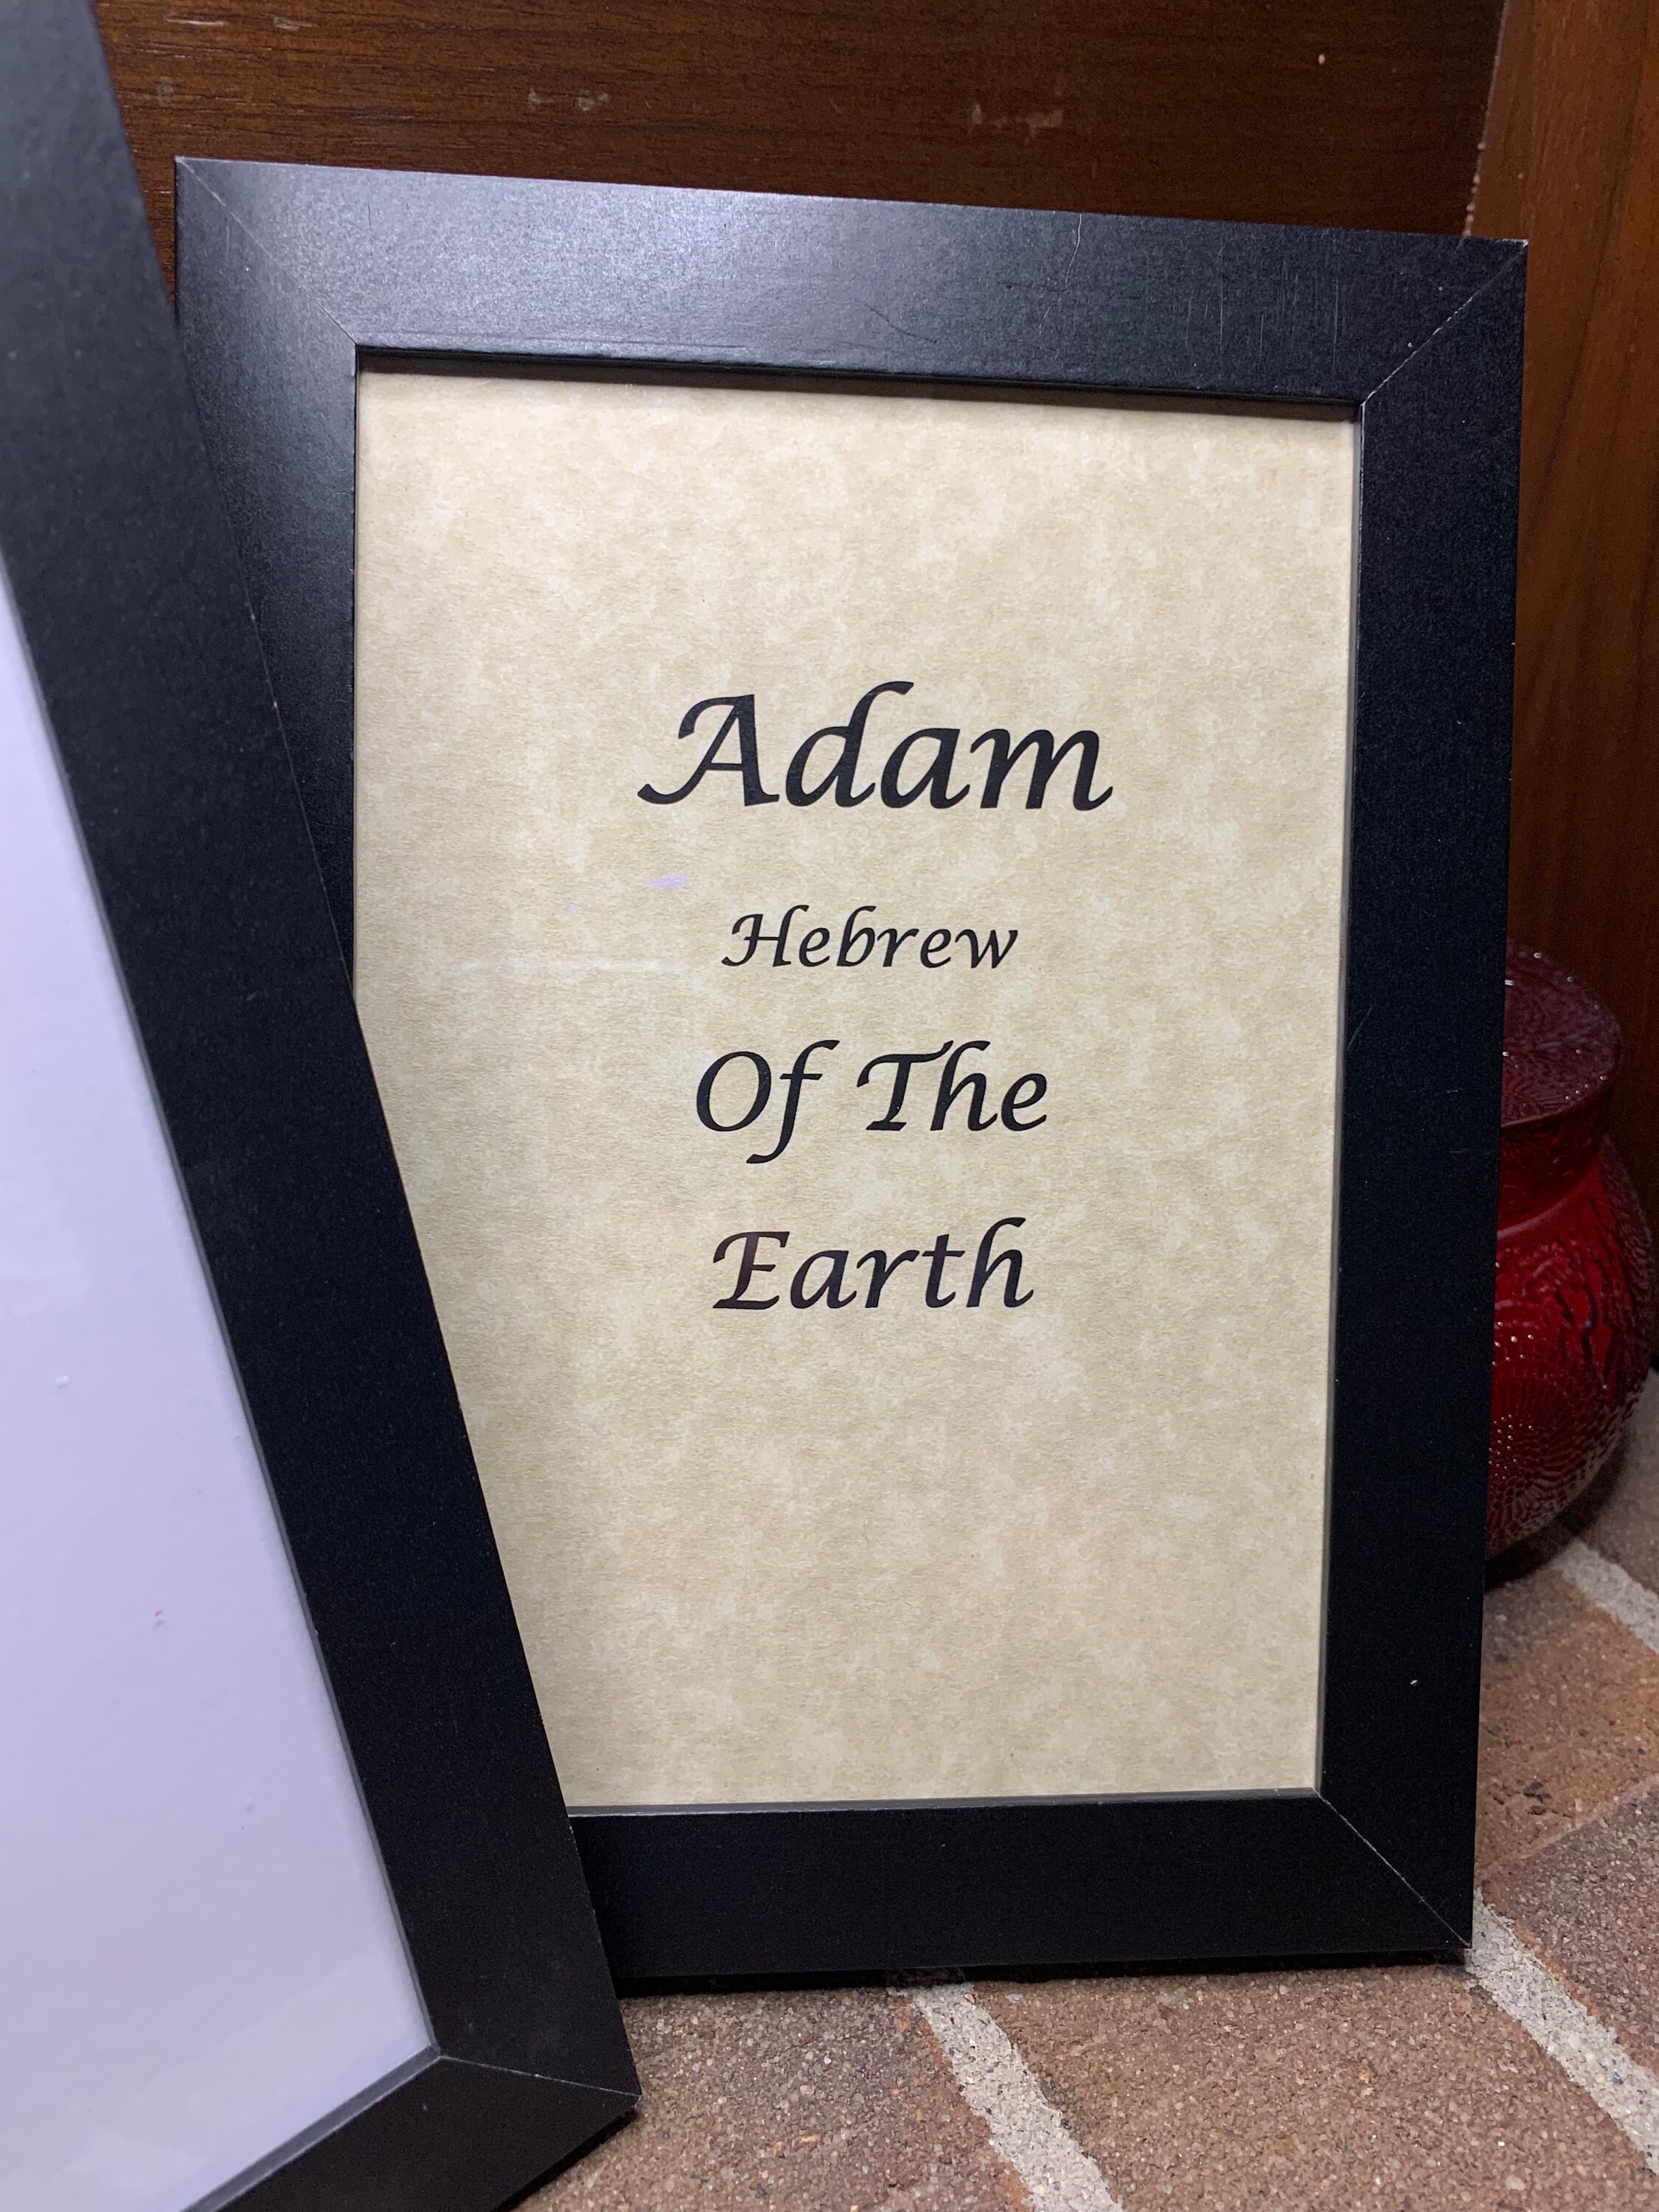 Adam
Hebrew
Of The
Earth